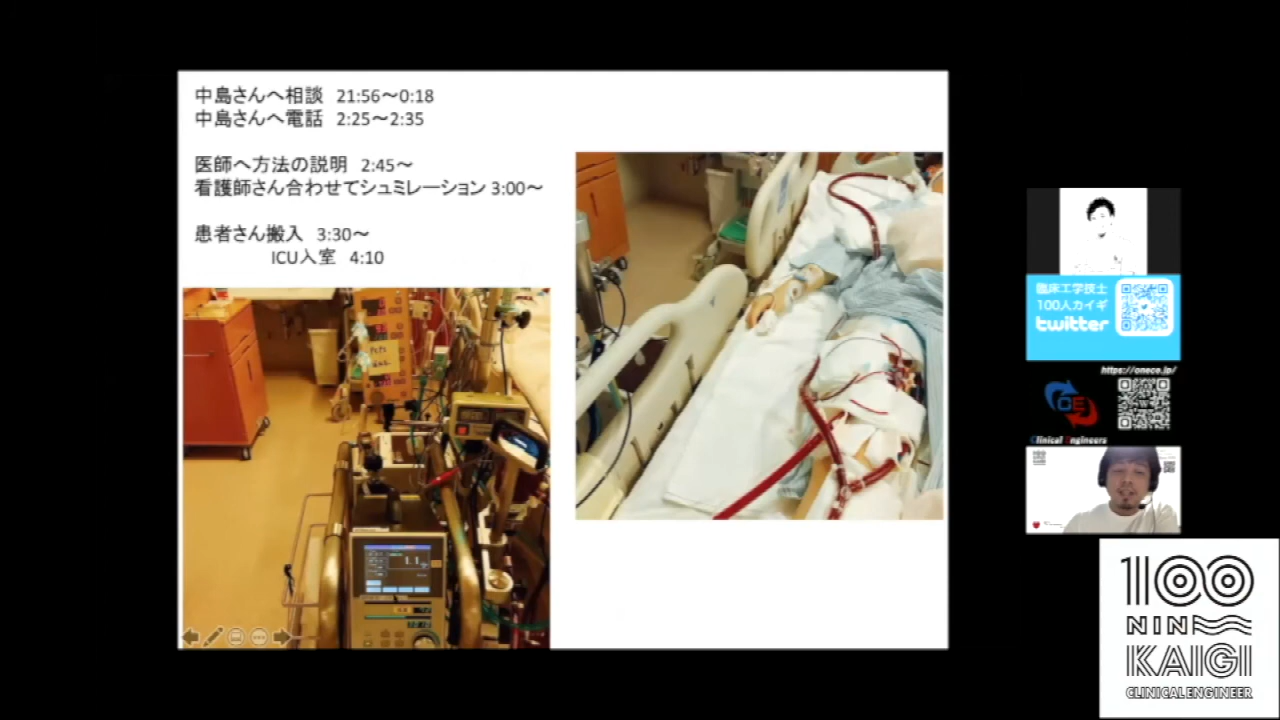 中島さんへ相談 21:56〜0:18
中島さんへ電話 2:25〜2:35
医師へ方法の説明 2:45〜
看護師さん合わせてシュミレーション 3:00〜
患者さん搬入 3:30〜
ICU入室 4:10
臨床工学技士
100人カイギ
twitter
https://onece.jp/
OE
Clinical Engineers
100
NIN
KAIGI
CLINICAL ENGINEER